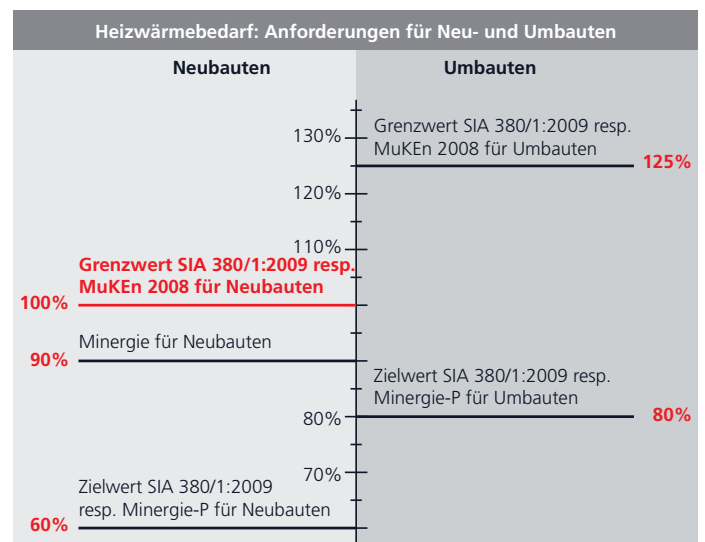 Heizwärmebedarf: Anforderungen für Neu- und Umbauten
Neubauten
Umbauten
130%
Grenzwert SIA 380/1:2009 resp.
MuKEn 2008 für Umbauten
125%
120%
110%
Grenzwert SIA 380/1:2009 resp.
MuKEn 2008 für Neubauten
100%
Minergie für Neubauten
90%
Zielwert SIA 380/1:2009 resp.
Minergie-P für Umbauten
80%
80%
70%
Zielwert SIA 380/1:2009
resp. Minergie-P für Neubauten
60%